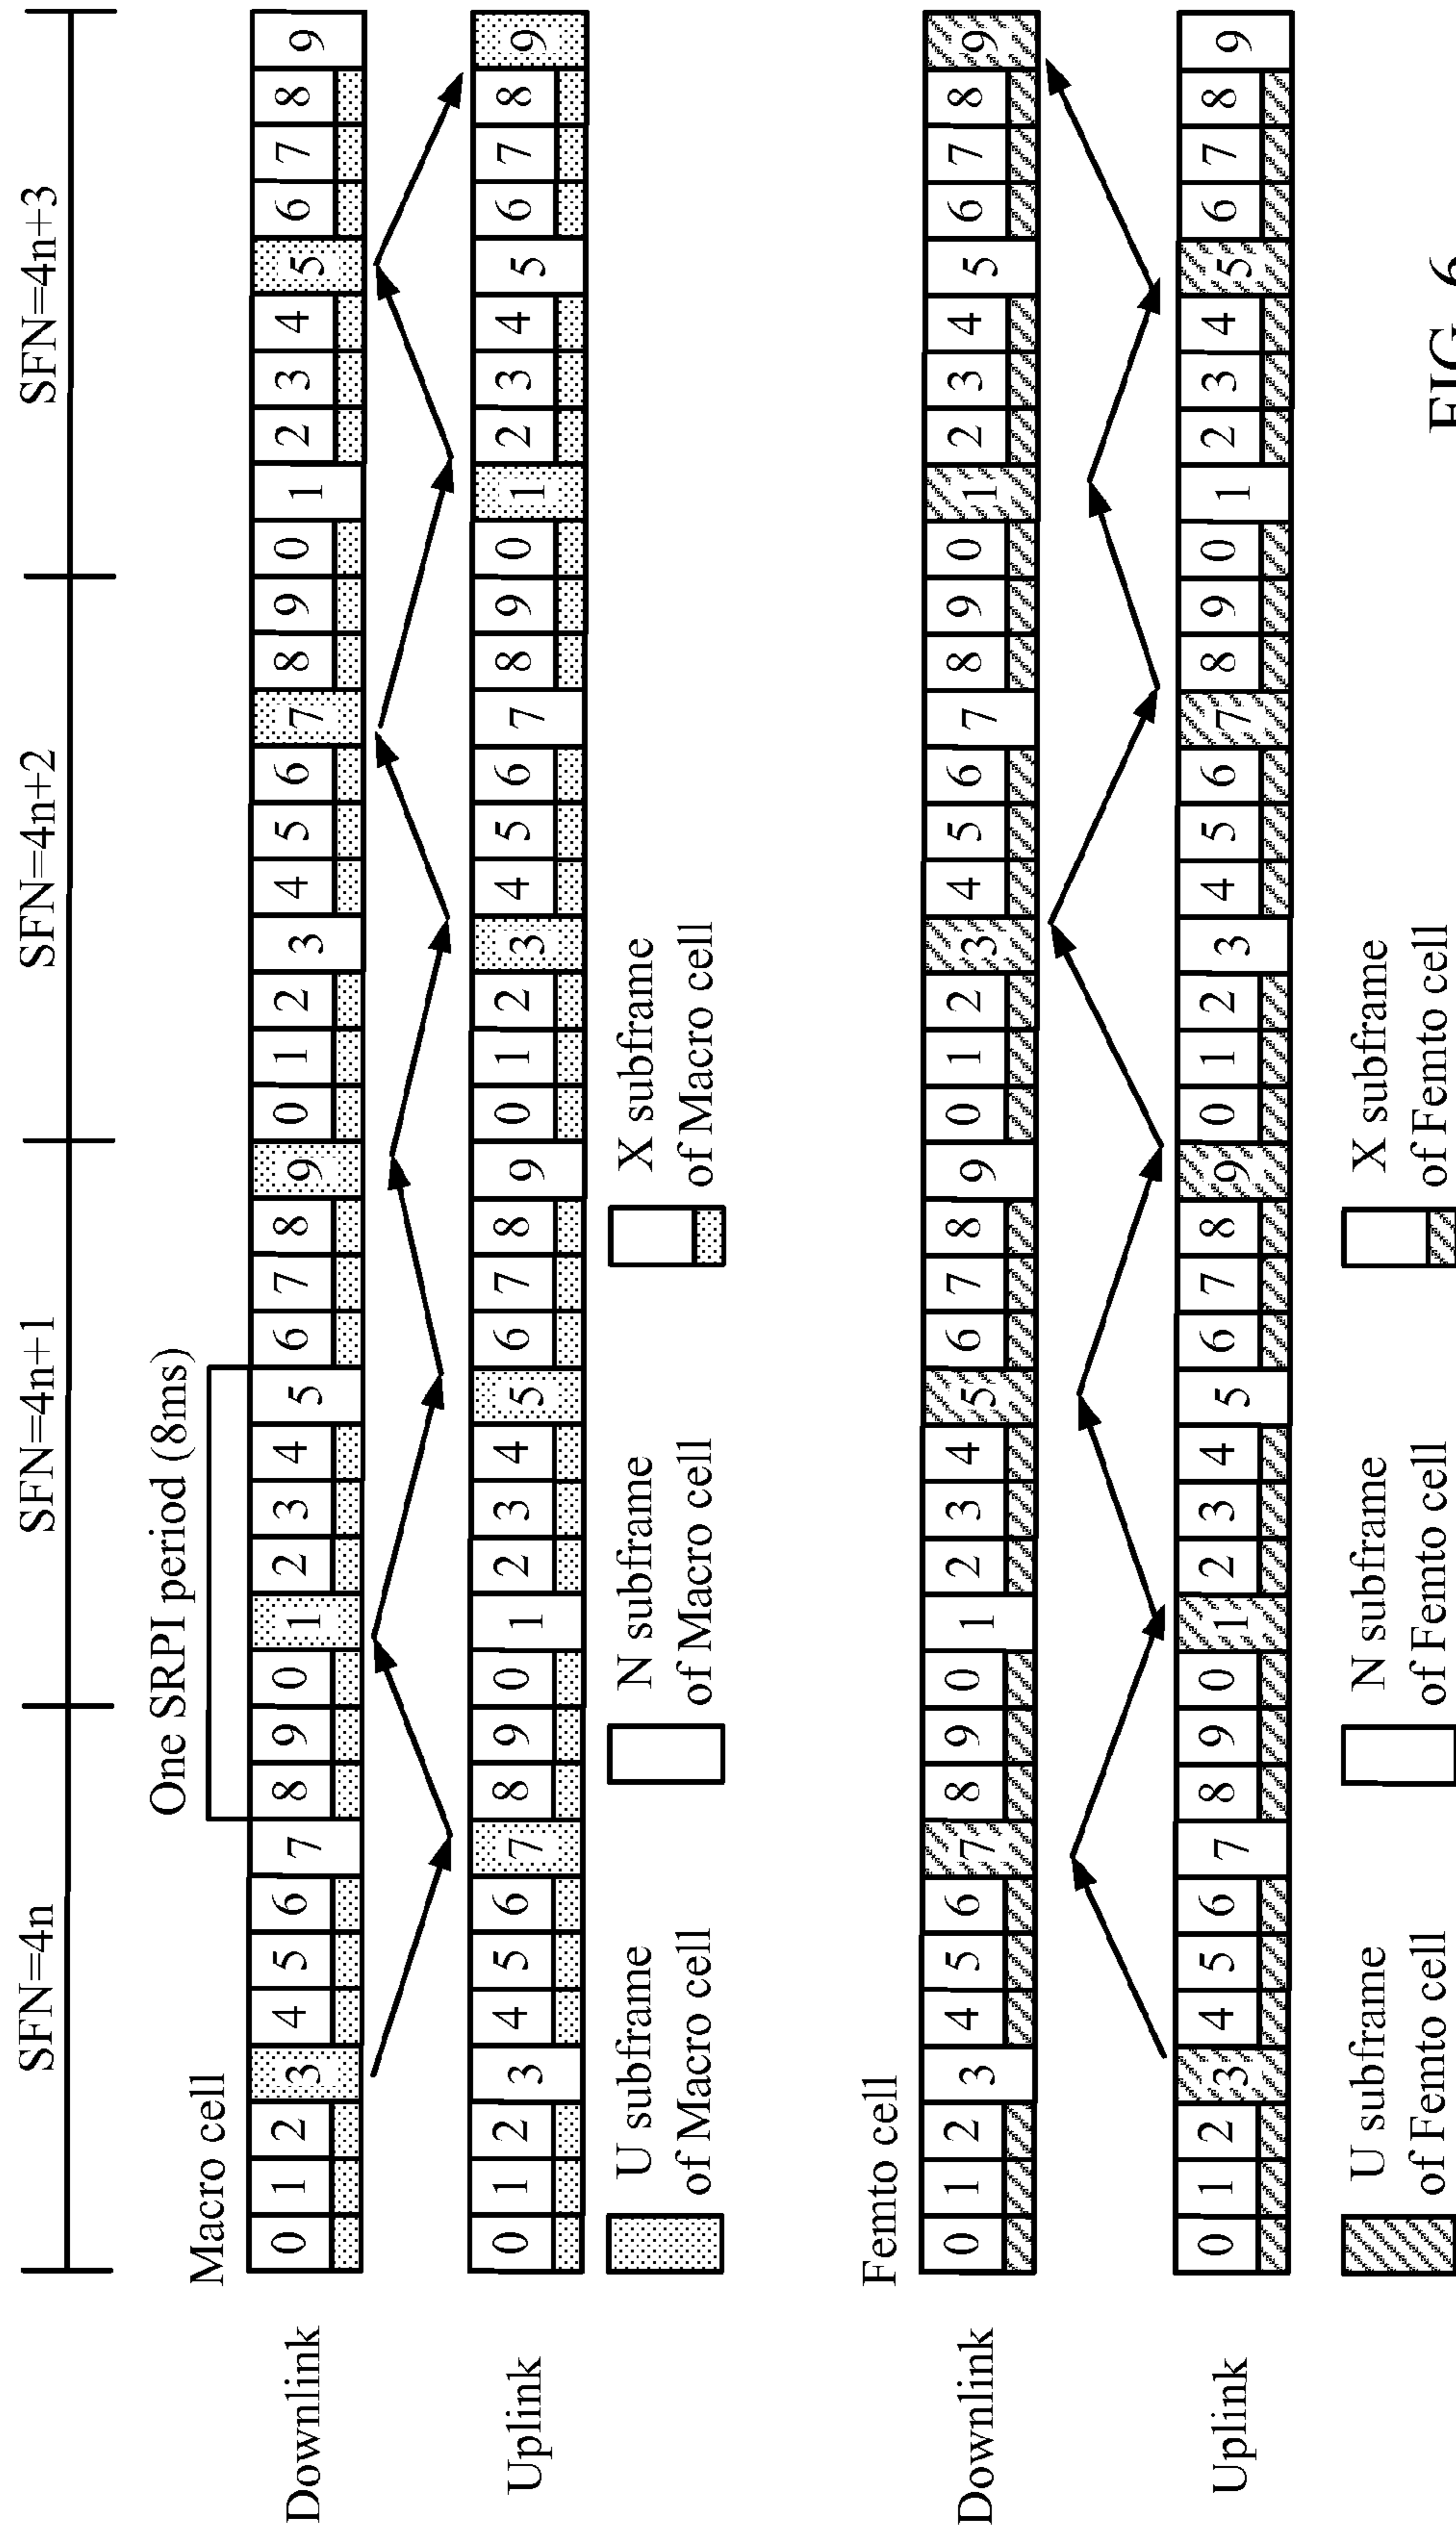 SFN=4n SFN=4n+1 SFN=4n+2 SFN=4n+3
One SRPI period (8ms)
Macro cell
Downlink 0 1 2 3 4 5 6 7 8 9 0 1 2 3 4 5 6 7 8 9 0 1 2 3 4 5 6 7 8 9 0 1 2 3 4 5 6 7 8 9
Uplink 0 1 2 3 4 5 6 7 8 9 0 1 2 3 4 5 6 7 8 9 0 1 2 3 4 5 6 7 8 9 0 1 2 3 4 5 6 7 8 9
U subframe
of Macro cell
N subframe
of Macro cell
X subframe
of Macro cell
Femto cell
Downlink 0 1 2 3 4 5 6 7 8 9 0 1 2 3 4 5 6 7 8 9 0 1 2 3 4 5 6 7 8 9 0 1 2 3 4 5 6 7 8 9
Uplink 0 1 2 3 4 5 6 7 8 9 0 1 2 3 4 5 6 7 8 9 0 1 2 3 4 5 6 7 8 9 0 1 2 3 4 5 6 7 8 9
U subframe
of Femto cell
N subframe
of Femto cell
X subframe
of Femto cell
FIG. 6